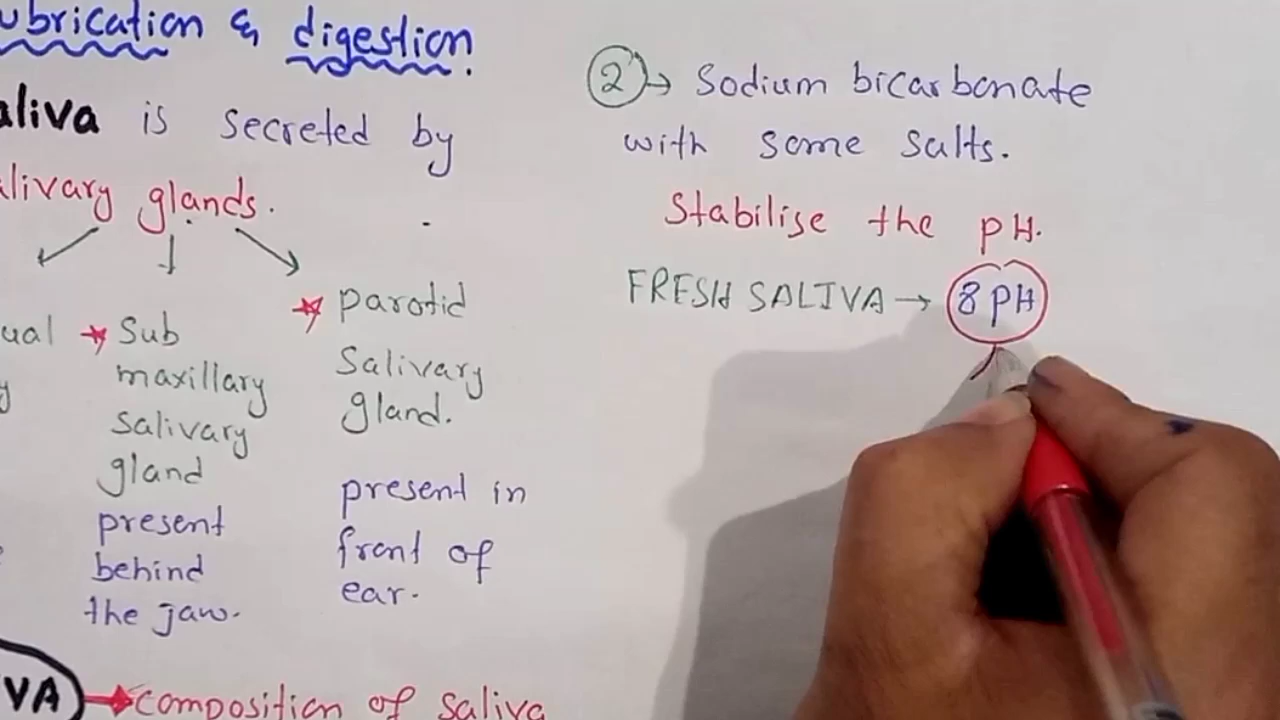 ubrication & digestion.
aliva is secreted by
alivary glands.
ual
y
* Sub
maxillary
salivary
gland
present
behind
the jaw.
* parotid
Salivary
gland.
present in
front of
ear.
VA → composition of saliva
2 → Sodium bicarbonate
with some salts.
Stabilise the pH.
FRESH SALIVA → 8 PH